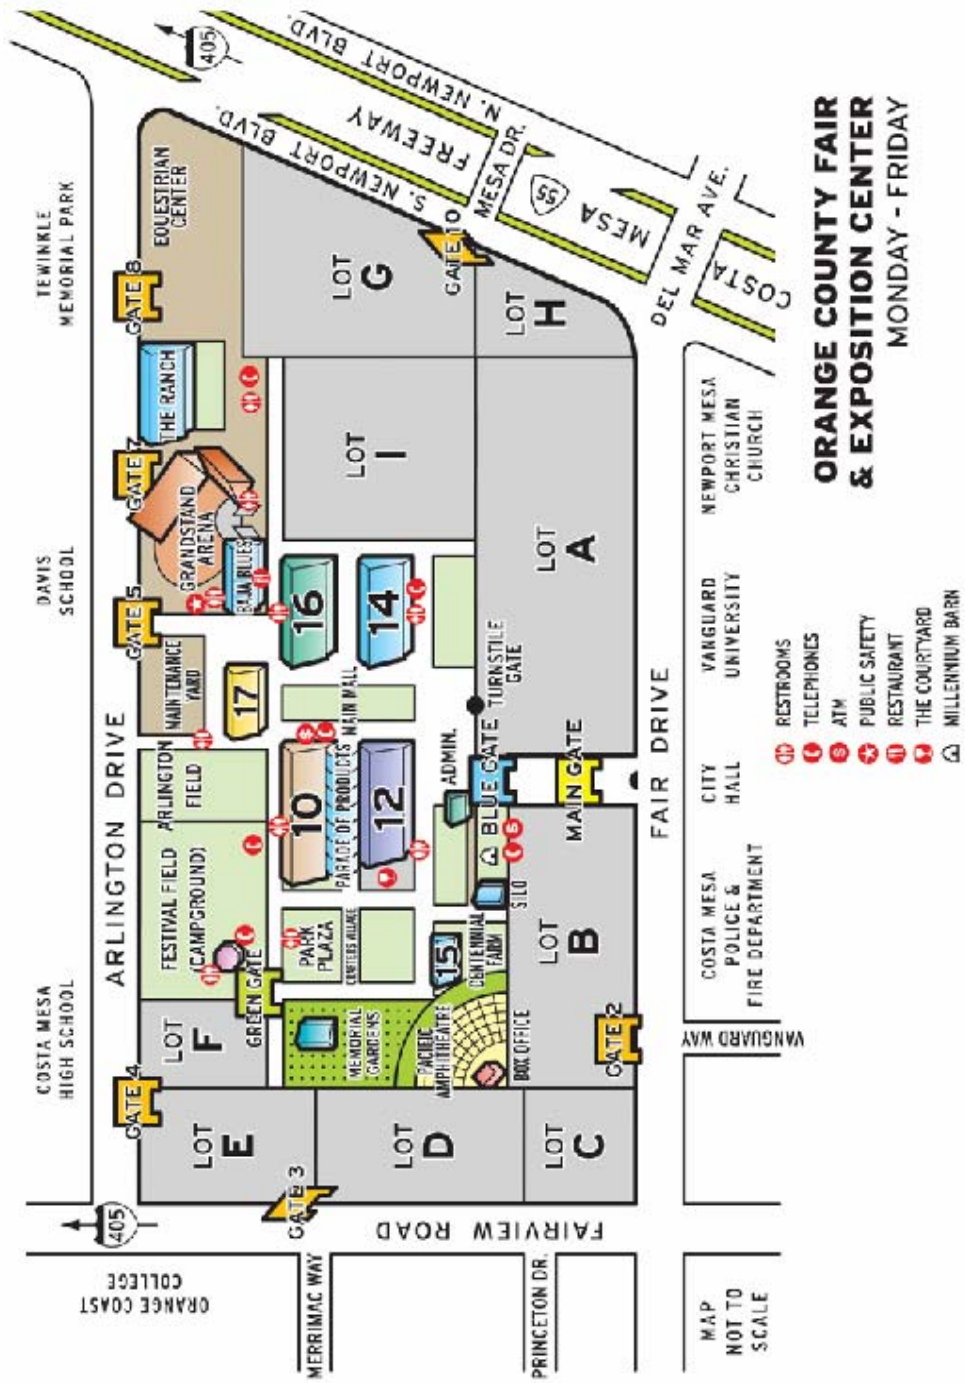 COSTA MESA
HIGH SCHOOL
DAVIS
SCHOOL
TEWINKLE
MEMORIAL PARK
405
ORANGE COAST
COLLEGE
ARLINGTON DRIVE
GATE 4
GATE 5
GATE 7
GATE 8
405
LOT
E
LOT
F
FESTIVAL FIELD
(CAMPGROUND)
ARLINGTON
FIELD
MAINTENANCE
YARD
GRANDSTAND
ARENA
THE RANCH
EQUESTRIAN
CENTER
GREEN GATE
17
BAJA BLUES
GATE 3
MERRIMAC WAY
MEMORIAL
GARDENS
PARK
PLAZA
CRAFTERS VILLAGE
10
PARADE OF PRODUCTS
MAIN MALL
16
LOT
I
LOT
G
S. NEWPORT BLVD.
FREEWAY
N. NEWPORT BLVD.
LOT
D
PACIFIC
AMPHITHEATRE
15
CENTENNIAL
FARM
12
14
ADMIN.
GATE 10
MESA DR.
55
MESA
COSTA
DEL MAR AVE.
FAIRVIEW ROAD
PRINCETON DR.
LOT
C
BOX OFFICE
SILO
BLUE GATE
TURNSTILE
GATE
LOT
H
LOT
B
MAIN GATE
LOT
A
GATE 2
FAIR DRIVE
VANGUARD WAY
MAP
NOT TO
SCALE
COSTA MESA
POLICE &
FIRE DEPARTMENT
CITY
HALL
VANGUARD
UNIVERSITY
NEWPORT MESA
CHRISTIAN
CHURCH
RESTROOMS
TELEPHONES
ATM
PUBLIC SAFETY
RESTAURANT
THE COURTYARD
MILLENNIUM BARN
ORANGE COUNTY FAIR
& EXPOSITION CENTER
MONDAY - FRIDAY